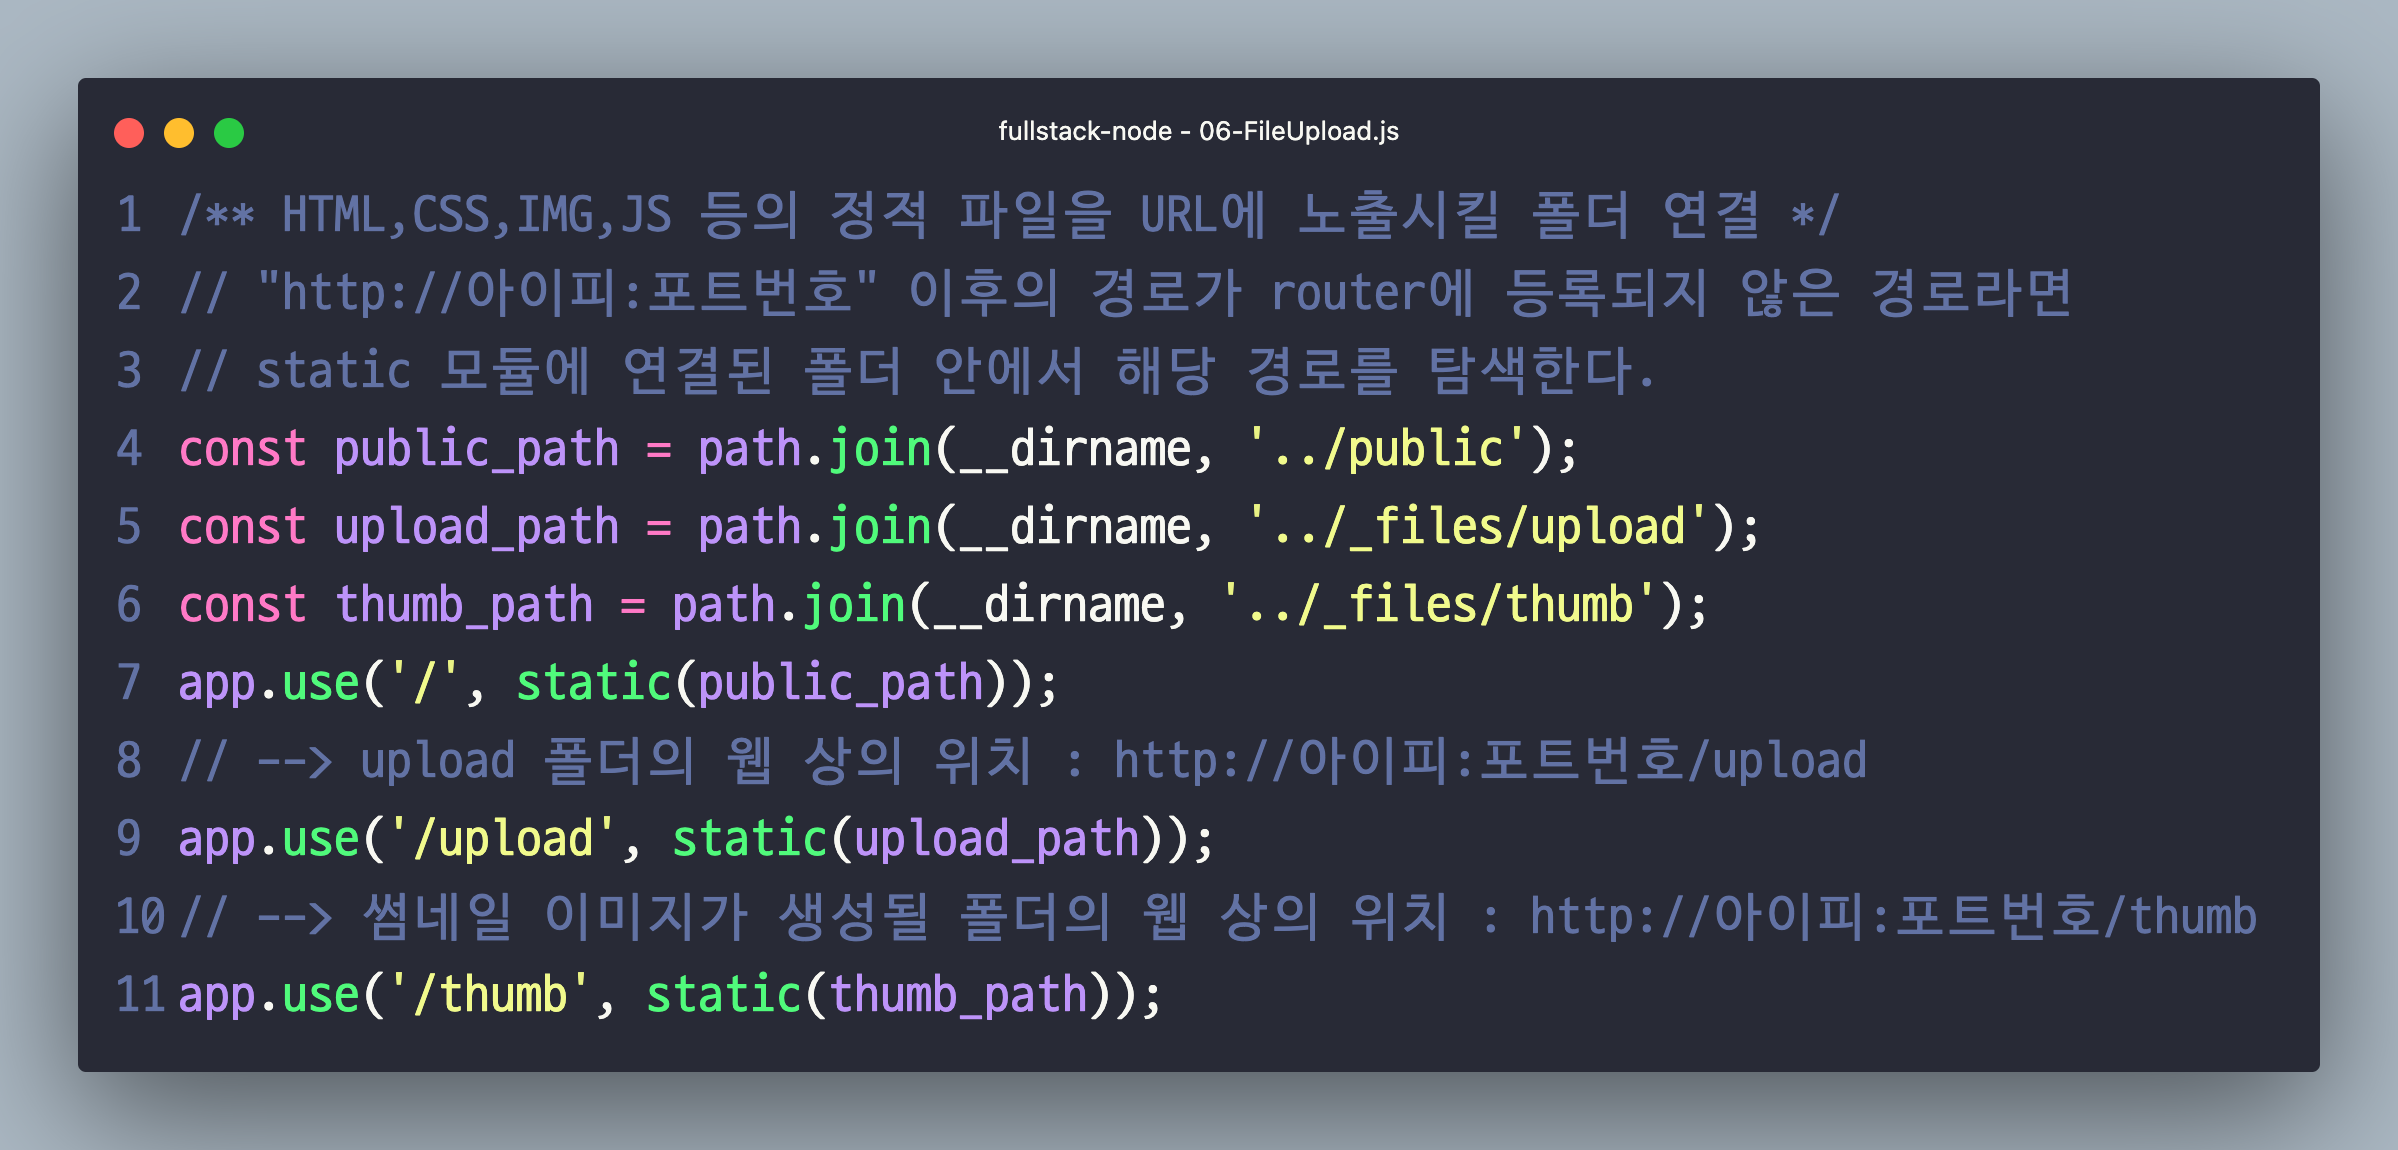 fullstack-node - 06-FileUpload.js
1 /** HTML,CSS,IMG,JS 등의 정적 파일을 URL에 노출시킬 폴더 연결 */
2 // "http://아이피:포트번호" 이후의 경로가 router에 등록되지 않은 경로라면
3 // static 모듈에 연결된 폴더 안에서 해당 경로를 탐색한다.
4 const public_path = path.join(__dirname, '../public');
5 const upload_path = path.join(__dirname, '../_files/upload');
6 const thumb_path = path.join(__dirname, '../_files/thumb');
7 app.use('/', static(public_path));
8 // --> upload 폴더의 웹 상의 위치 : http://아이피:포트번호/upload
9 app.use('/upload', static(upload_path));
10 // --> 썸네일 이미지가 생성될 폴더의 웹 상의 위치 : http://아이피:포트번호/thumb
11 app.use('/thumb', static(thumb_path));